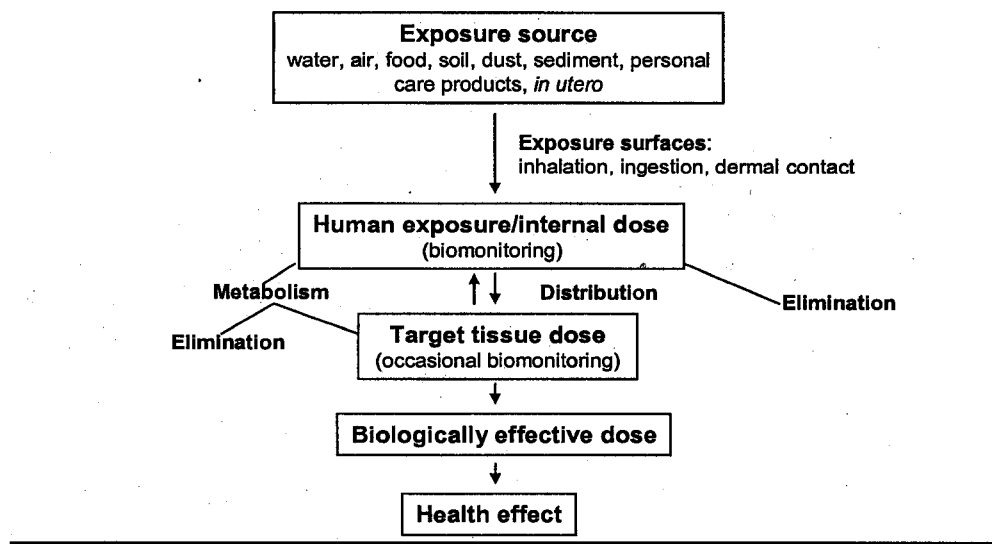 Exposure source
water, air, food, soil, dust, sediment, personal
care products, in utero
Exposure surfaces:
inhalation, ingestion, dermal contact
Human exposure/internal dose
(biomonitoring)
Metabolism
Distribution
Elimination
Elimination
Target tissue dose
(occasional biomonitoring)
Biologically effective dose
Health effect